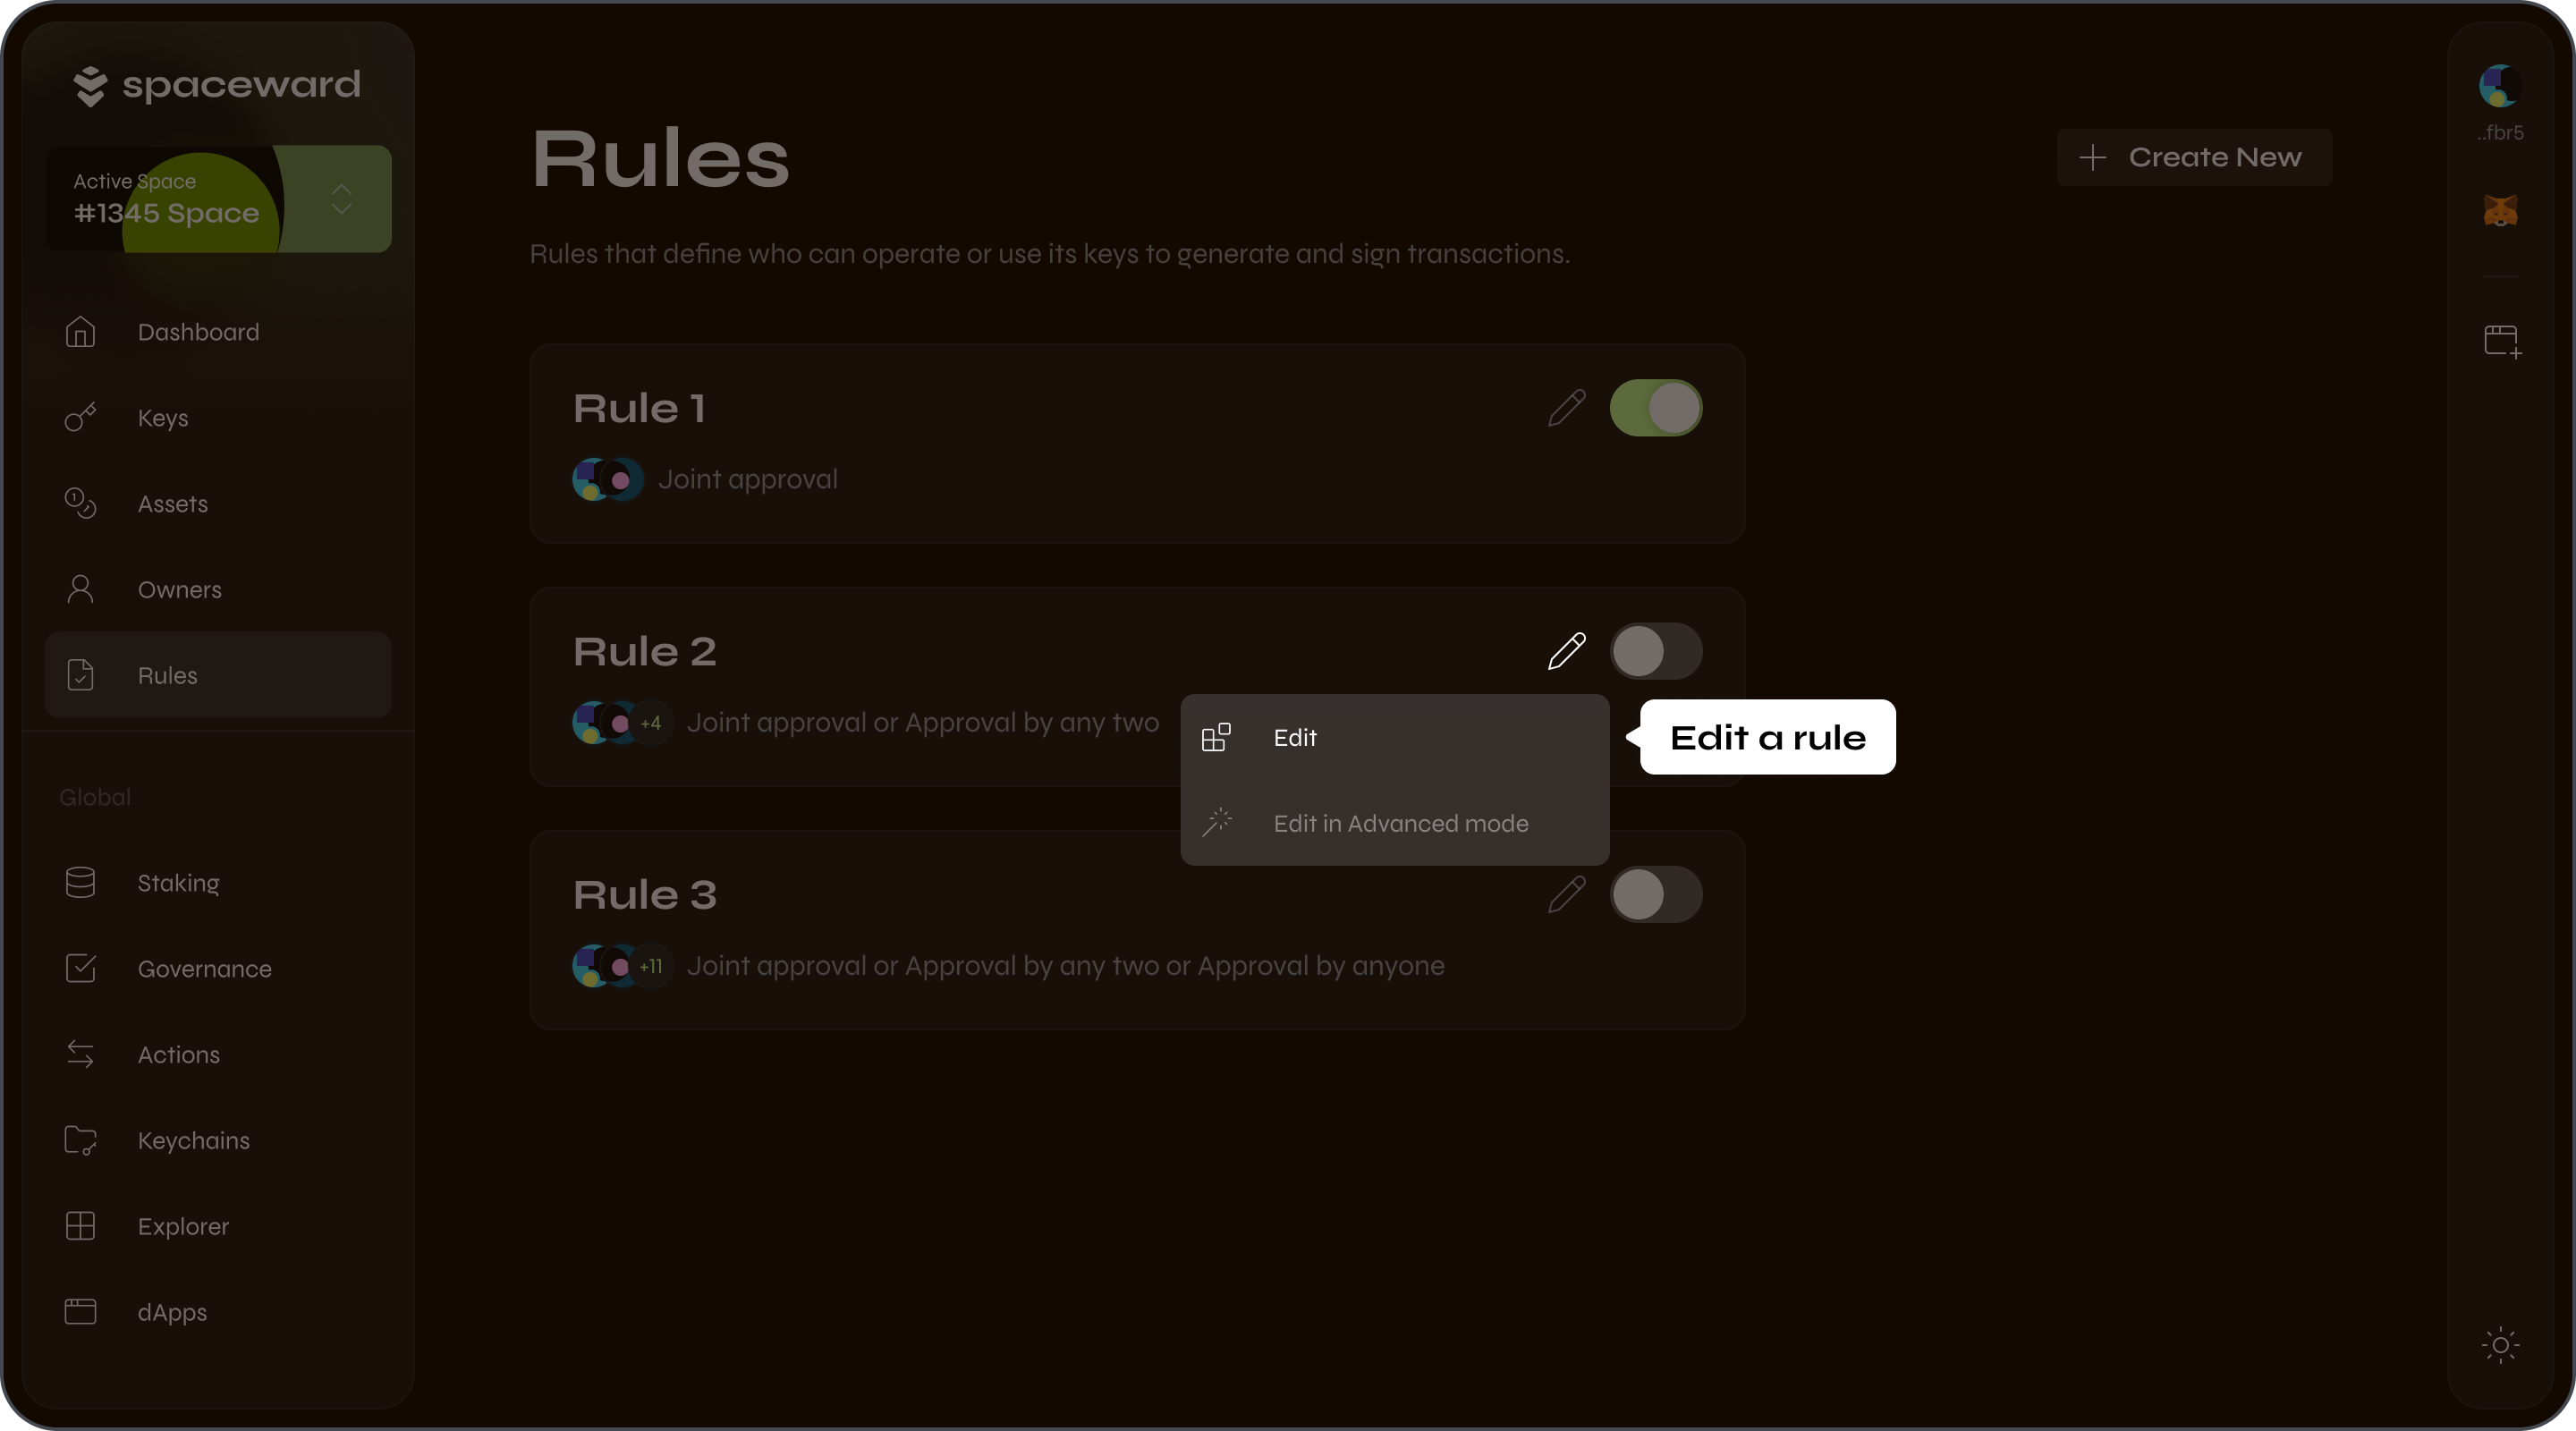 spaceward
Active Space
#1345 Space
Dashboard
Keys
Assets
Owners
Rules
Global
Staking
Governance
Actions
Keychains
Explorer
dApps
Rules
Create New
Rules that define who can operate or use its keys to generate and sign transactions.
Rule 1
Joint approval
Rule 2
+4 Joint approval or Approval by any two
Edit
Edit in Advanced mode
Edit a rule
Rule 3
+11 Joint approval or Approval by any two or Approval by anyone
..fbr5